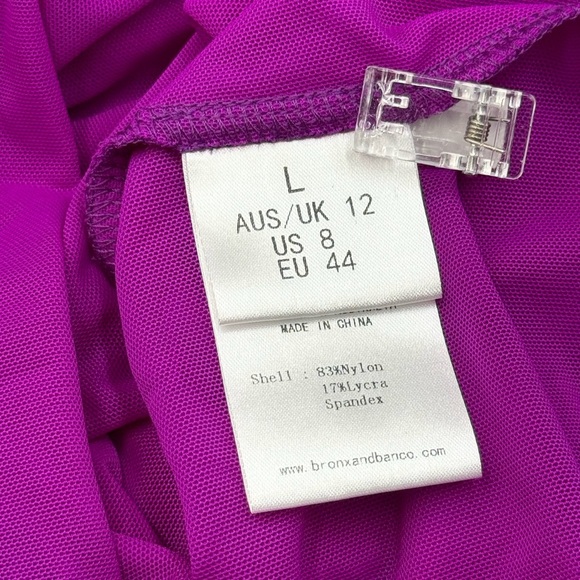 L
AUS/UK 12
US 8
EU 44
MADE IN CHINA
Shell : 83%Nylon
17%Lycra
Spandex
www.bronxandbanco.com